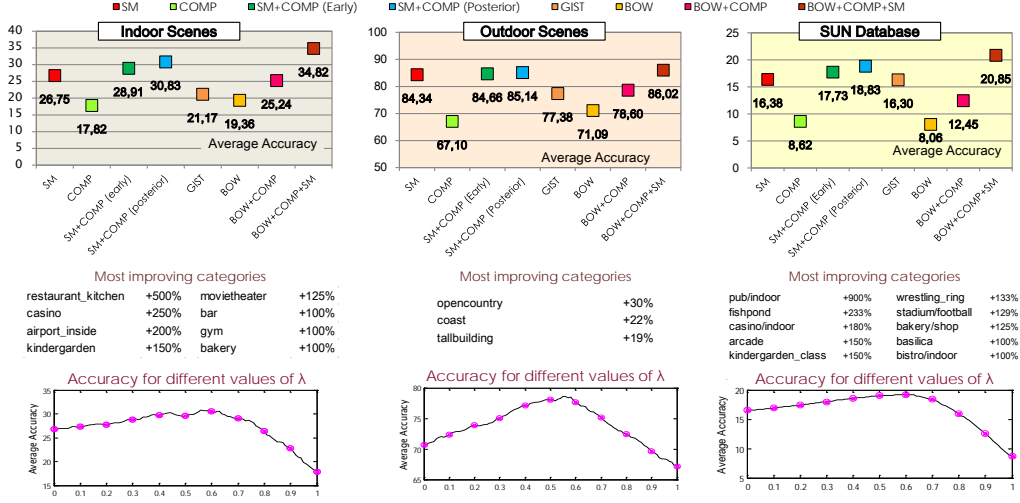 SM COMP SM+COMP (Early) SM+COMP (Posterior) GIST BOW BOW+COMP BOW+COMP+SM
Indoor Scenes
40
35
30
25
20
15
10
5
0
26,75
17,82
28,91
30,83
21,17
19,36
25,24
34,82
Average Accuracy
SM
COMP
SM+COMP (early)
SM+COMP (posterior)
GIST
BOW
BOW+COMP
BOW+COMP+SM
Outdoor Scenes
100
90
80
70
60
50
84,34
67,10
84,66
85,14
77,38
71,09
78,60
86,02
Average Accuracy
SM
COMP
SM+COMP (Early)
SM+COMP (Posterior)
GIST
BOW
BOW+COMP
BOW+COMP+SM
SUN Database
25
20
15
10
5
0
16,38
8,62
17,73
18,83
16,30
8,06
12,45
20,85
Average Accuracy
SM
COMP
SM+COMP (Early)
SM+COMP (Posterior)
GIST
BOW
BOW+COMP
BOW+COMP+SM
Most improving categories
restaurant_kitchen +500% movietheater +125%
casino +250% bar +100%
airport_inside +200% gym +100%
kindergarden +150% bakery +100%
Most improving categories
opencountry +30%
coast +22%
tallbuilding +19%
Most improving categories
pub/indoor +900% wrestling_ring +133%
fishpond +233% stadium/football +129%
casino/indoor +180% bakery/shop +125%
arcade +150% basilica +100%
kindergarden_class +150% bistro/indoor +100%
Accuracy for different values of λ
Average Accuracy
35
30
25
20
15
0 0.1 0.2 0.3 0.4 0.5 0.6 0.7 0.8 0.9 1
Accuracy for different values of λ
Average Accuracy
80
75
70
65
0 0.1 0.2 0.3 0.4 0.5 0.6 0.7 0.8 0.9 1
Accuracy for different values of λ
Average Accuracy
20
15
10
5
0 0.1 0.2 0.3 0.4 0.5 0.6 0.7 0.8 0.9 1